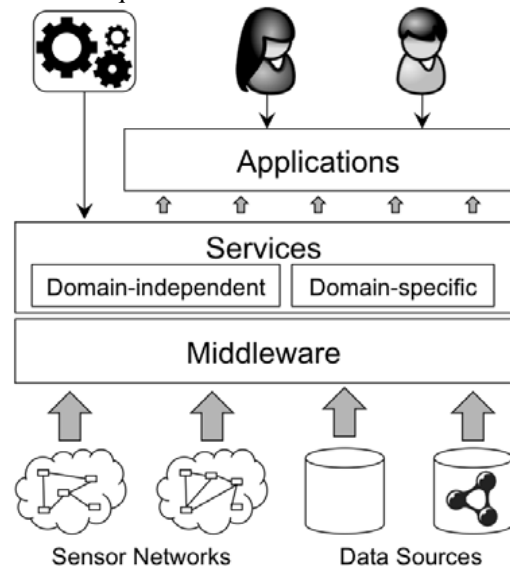 Applications
Services
Domain-independent Domain-specific
Middleware
Sensor Networks Data Sources